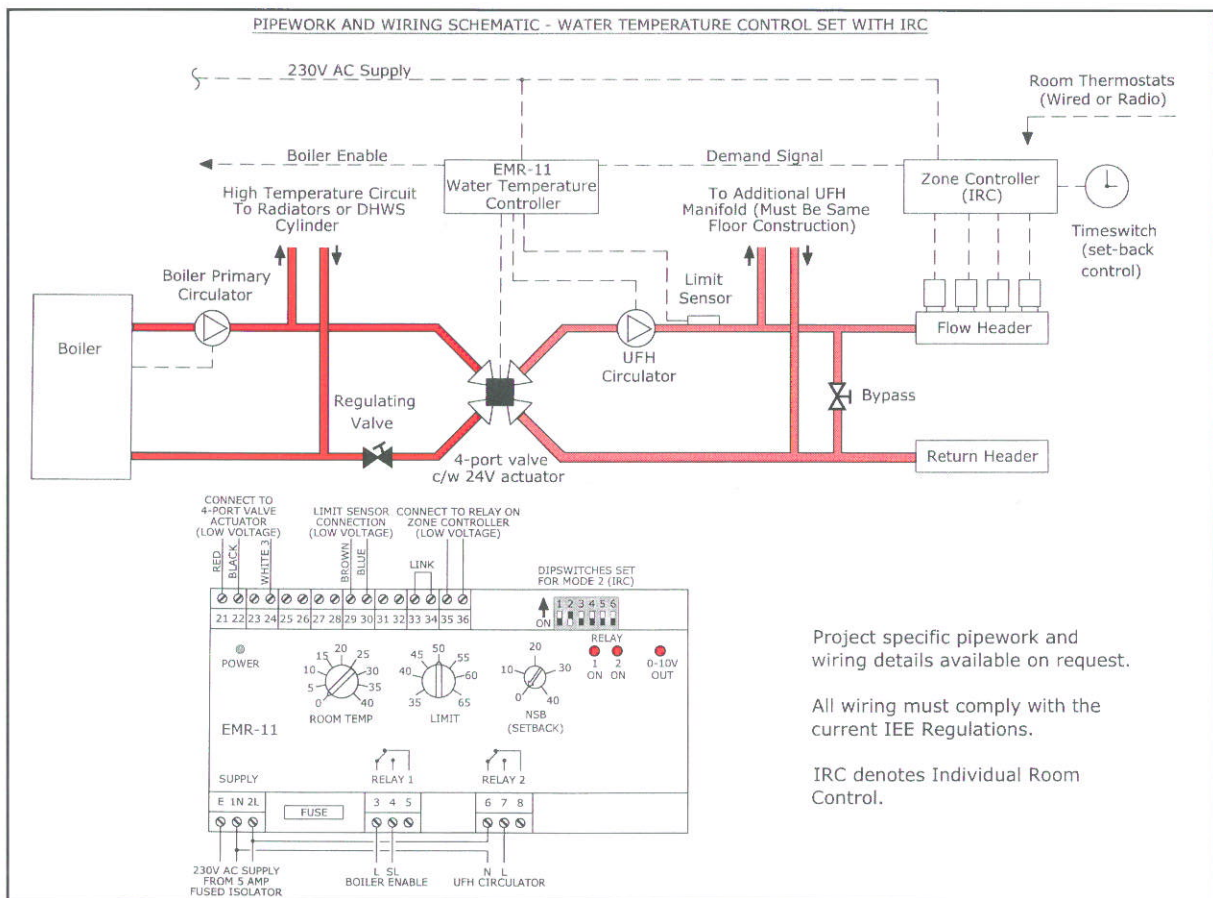 PIPEWORK AND WIRING SCHEMATIC - WATER TEMPERATURE CONTROL SET WITH IRC
230V AC Supply
Room Thermostats
(Wired or Radio)
Boiler Enable
EMR-11
Water Temperature
Controller
Demand Signal
Zone Controller
(IRC)
High Temperature Circuit
To Radiators or DHWS
Cylinder
To Additional UFH
Manifold (Must Be Same
Floor Construction)
Timeswitch
(set-back
control)
Boiler Primary
Circulator
Limit
Sensor
Boiler
UFH
Circulator
Flow Header
Regulating
Valve
Bypass
4-port valve
c/w 24V actuator
Return Header
CONNECT TO
4-PORT VALVE
ACTUATOR
(LOW VOLTAGE)
LIMIT SENSOR
CONNECTION
(LOW VOLTAGE)
CONNECT TO RELAY ON
ZONE CONTROLLER
(LOW VOLTAGE)
RED
BLACK
WHITE 3
BROWN
BLUE
LINK
DIPSWITCHES SET
FOR MODE 2 (IRC)
21 22 23 24 25 26 27 28 29 30 31 32 33 34 35 36
ON
1 2 3 4 5 6
POWER
0 5 10 15 20 25 30 35 40
ROOM TEMP
35 40 45 50 55 60 65
LIMIT
0 10 20 30 40
NSB
(SETBACK)
RELAY
1 2
ON ON
0-10V
OUT
EMR-11
RELAY 1
RELAY 2
SUPPLY
E 1N 2L
FUSE
3 4 5
6 7 8
230V AC SUPPLY
FROM 5 AMP
FUSED ISOLATOR
L SL
BOILER ENABLE
N L
UFH CIRCULATOR
Project specific pipework and
wiring details available on request.
All wiring must comply with the
current IEE Regulations.
IRC denotes Individual Room
Control.